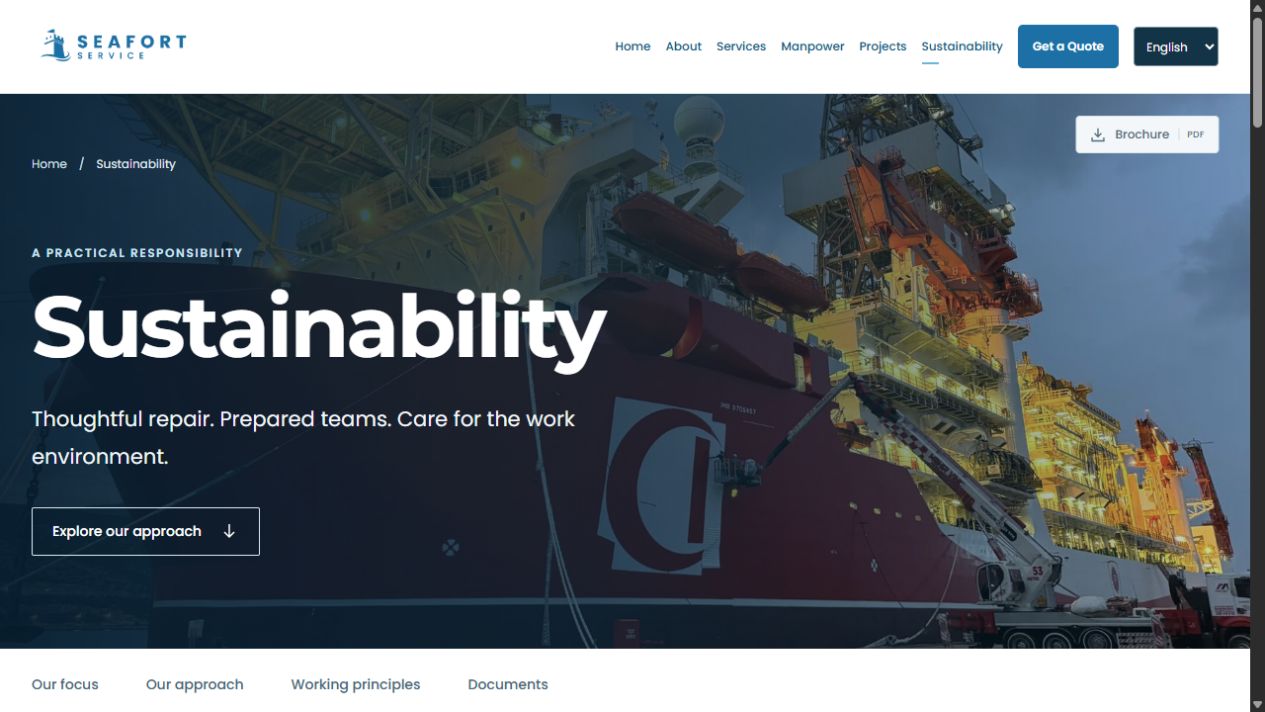 SEAFORT
SERVICE
Home
About
Services
Manpower
Projects
Sustainability
Get a Quote
English
Brochure
PDF
Home / Sustainability
A PRACTICAL RESPONSIBILITY
Sustainability
Thoughtful repair. Prepared teams. Care for the work
environment.
Explore our approach
53
Our focus
Our approach
Working principles
Documents